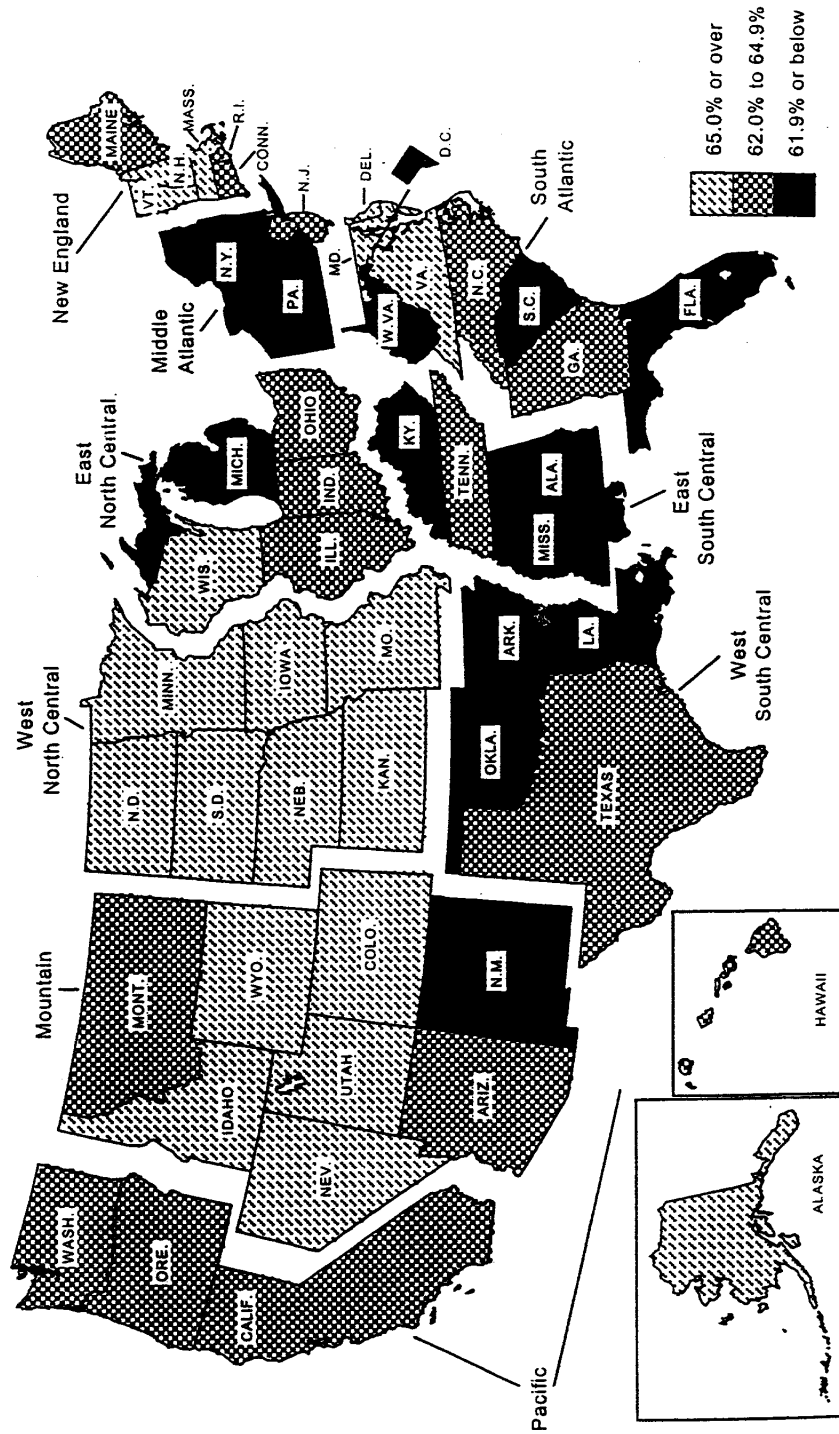 West
North Central
Mountain
Pacific
East
North Central
New England
Middle
Atlantic
South
Atlantic
East
South Central
West
South Central
WASH.
ORE.
CALIF.
NEV.
IDAHO
MONT.
WYO.
UTAH
COLO.
ARIZ.
N.M.
N.D.
S.D.
NEB.
KAN.
MINN.
IOWA
MO.
OKLA.
TEXAS
ARK.
LA.
WIS.
MICH.
ILL.
IND.
OHIO
KY.
TENN.
MISS.
ALA.
MAINE
VT.
N.H.
MASS.
R.I.
CONN.
N.Y.
PA.
N.J.
MD.
DEL.
D.C.
W.VA.
VA.
N.C.
S.C.
GA.
FLA.
ALASKA
HAWAII
65.0% or over
62.0% to 64.9%
61.9% or below